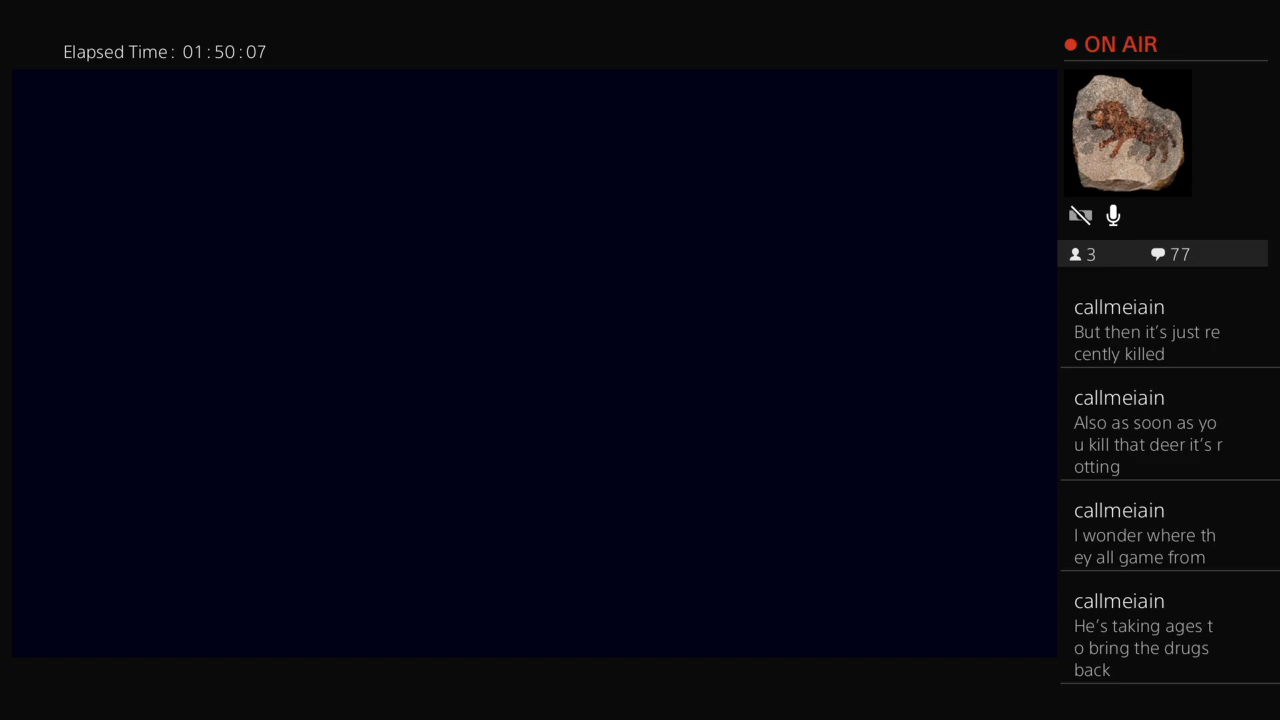 Elapsed Time: 01:50:07
ON AIR
3 77
callmeiain
But then it's just re
cently killed
callmeiain
Also as soon as yo
u kill that deer it's r
otting
callmeiain
I wonder where th
ey all game from
callmeiain
He's taking ages t
o bring the drugs
back